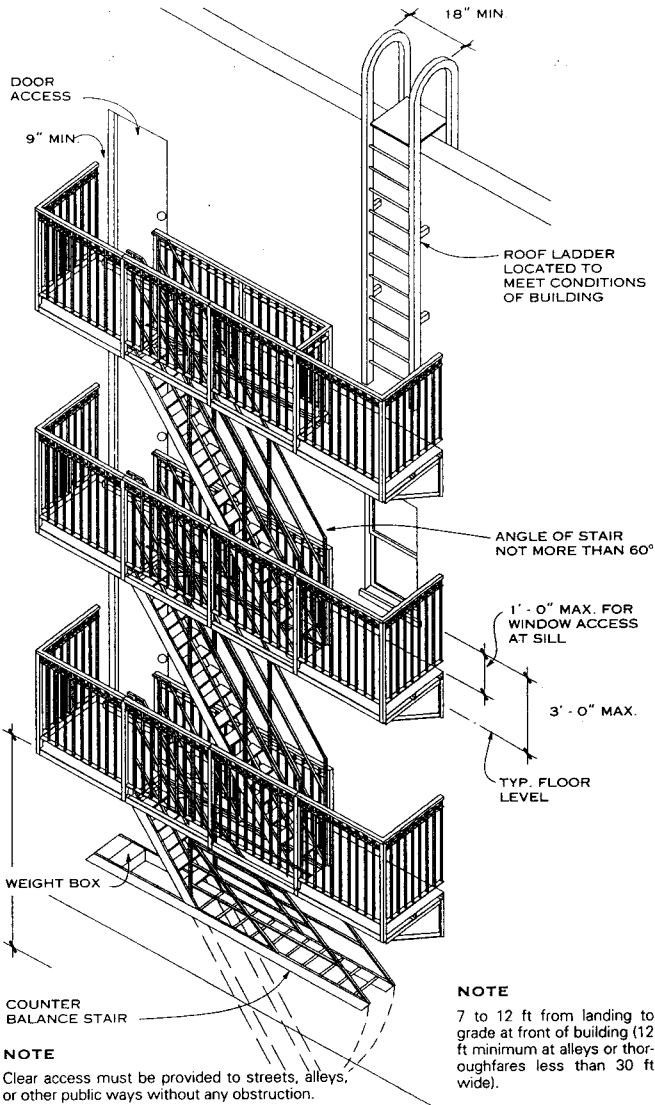 18" MIN.
DOOR
ACCESS
9" MIN.
ROOF LADDER
LOCATED TO
MEET CONDITIONS
OF BUILDING
ANGLE OF STAIR
NOT MORE THAN 60°
1' - 0" MAX. FOR
WINDOW ACCESS
AT SILL
3' - 0" MAX.
TYP. FLOOR
LEVEL
WEIGHT BOX
COUNTER
BALANCE STAIR
NOTE
Clear access must be provided to streets, alleys,
or other public ways without any obstruction.
NOTE
7 to 12 ft from landing to
grade at front of building (12
ft minimum at alleys or thor-
oughfares less than 30 ft
wide).